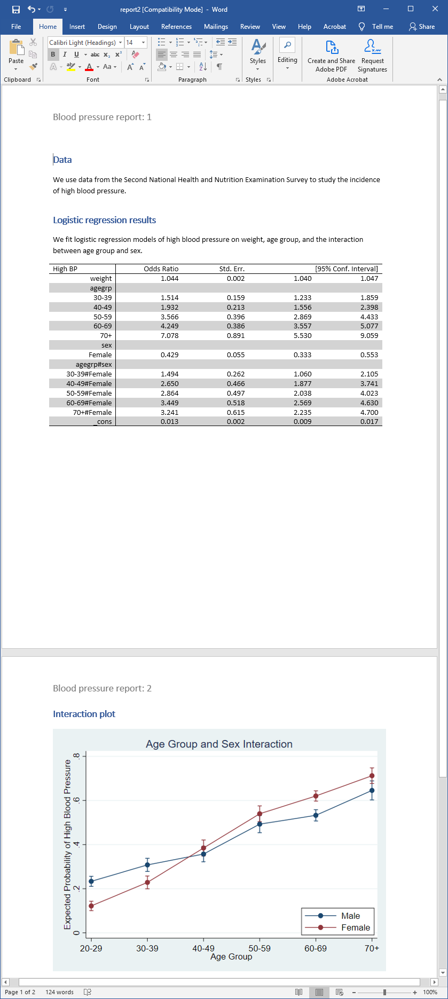 report2 [Compatibility Mode] - Word
File Home Insert Design Layout References Mailings Review View Help Acrobat Tell me Share
Calibri Light (Headings) 14
B I U abc x₂ x²
A aby A Aa A A
Paste
Styles
Editing
Create and Share Adobe PDF
Request Signatures
Clipboard Font Paragraph Styles Adobe Acrobat
Blood pressure report: 1
Data
We use data from the Second National Health and Nutrition Examination Survey to study the incidence
of high blood pressure.
Logistic regression results
We fit logistic regression models of high blood pressure on weight, age group, and the interaction
between age group and sex.
High BP Odds Ratio Std. Err. [95% Conf. Interval]
weight 1.044 0.002 1.040 1.047
agegrp
30-39 1.514 0.159 1.233 1.859
40-49 1.932 0.213 1.556 2.398
50-59 3.566 0.396 2.869 4.433
60-69 4.249 0.386 3.557 5.077
70+ 7.078 0.891 5.530 9.059
sex
Female 0.429 0.055 0.333 0.553
agegrp#sex
30-39#Female 1.494 0.262 1.060 2.105
40-49#Female 2.650 0.466 1.877 3.741
50-59#Female 2.864 0.497 2.038 4.023
60-69#Female 3.449 0.518 2.569 4.630
70+#Female 3.241 0.615 2.235 4.700
_cons 0.013 0.002 0.009 0.017
Blood pressure report: 2
Interaction plot
Age Group and Sex Interaction
Expected Probability of High Blood Pressure
.8
.6
.4
.2
0
Male
Female
20-29 30-39 40-49 50-59 60-69 70+
Age Group
Page 1 of 2 124 words 100%